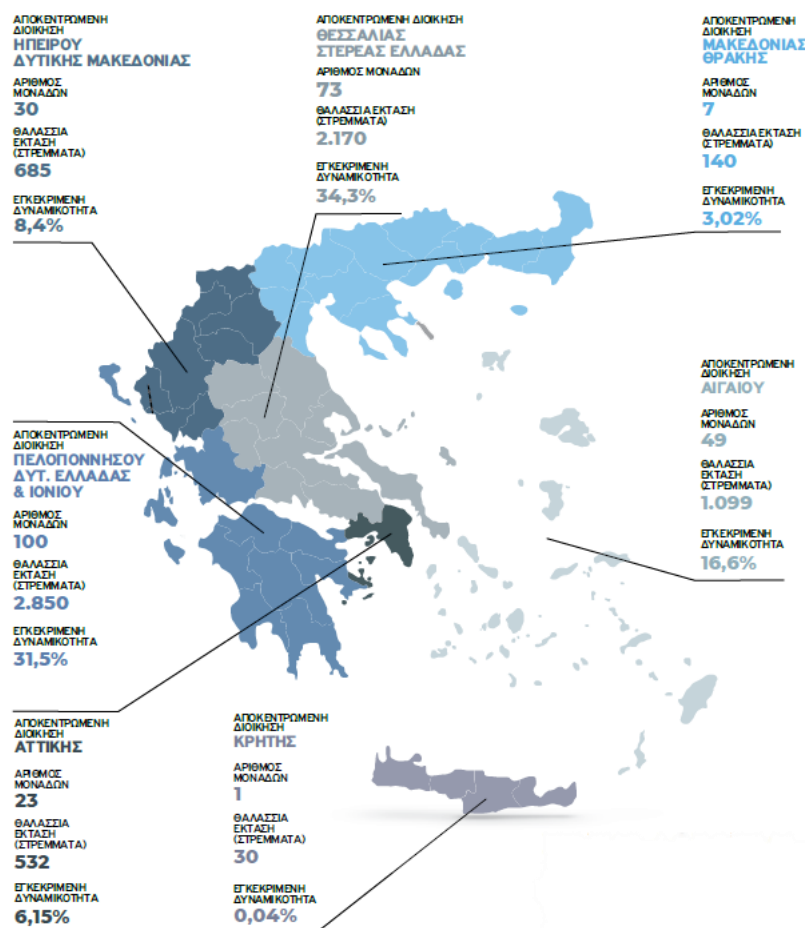 ΑΠΟΚΕΝΤΡΩΜΕΝΗ
ΔΙΟΙΚΗΣΗ
ΗΠΕΙΡΟΥ
ΔΥΤΙΚΗΣ ΜΑΚΕΔΟΝΙΑΣ
ΑΡΙΘΜΟΣ
ΜΟΝΑΔΩΝ
30
ΘΑΛΑΣΣΙΑ
ΕΚΤΑΣΗ
(ΣΤΡΕΜΜΑΤΑ)
685
ΕΓΚΕΚΡΙΜΕΝΗ
ΔΥΝΑΜΙΚΟΤΗΤΑ
8,4%
ΑΠΟΚΕΝΤΡΩΜΕΝΗ ΔΙΟΙΚΗΣΗ
ΘΕΣΣΑΛΙΑΣ
ΣΤΕΡΕΑΣ ΕΛΛΑΔΑΣ
ΑΡΙΘΜΟΣ ΜΟΝΑΔΩΝ
73
ΘΑΛΑΣΣΙΑ ΕΚΤΑΣΗ
(ΣΤΡΕΜΜΑΤΑ)
2.170
ΕΓΚΕΚΡΙΜΕΝΗ
ΔΥΝΑΜΙΚΟΤΗΤΑ
34,3%
ΑΠΟΚΕΝΤΡΩΜΕΝΗ
ΔΙΟΙΚΗΣΗ
ΜΑΚΕΔΟΝΙΑΣ
ΘΡΑΚΗΣ
ΑΡΙΘΜΟΣ
ΜΟΝΑΔΩΝ
7
ΘΑΛΑΣΣΙΑ ΕΚΤΑΣΗ
(ΣΤΡΕΜΜΑΤΑ)
140
ΕΓΚΕΚΡΙΜΕΝΗ
ΔΥΝΑΜΙΚΟΤΗΤΑ
3,02%
ΑΠΟΚΕΝΤΡΩΜΕΝΗ
ΔΙΟΙΚΗΣΗ
ΑΙΓΑΙΟΥ
ΑΡΙΘΜΟΣ
ΜΟΝΑΔΩΝ
49
ΘΑΛΑΣΣΙΑ
ΕΚΤΑΣΗ
(ΣΤΡΕΜΜΑΤΑ)
1.099
ΕΓΚΕΚΡΙΜΕΝΗ
ΔΥΝΑΜΙΚΟΤΗΤΑ
16,6%
ΑΠΟΚΕΝΤΡΩΜΕΝΗ
ΔΙΟΙΚΗΣΗ
ΠΕΛΟΠΟΝΝΗΣΟΥ
ΔΥΤ. ΕΛΛΑΔΑΣ
& ΙΟΝΙΟΥ
ΑΡΙΘΜΟΣ
ΜΟΝΑΔΩΝ
100
ΘΑΛΑΣΣΙΑ
ΕΚΤΑΣΗ
(ΣΤΡΕΜΜΑΤΑ)
2.850
ΕΓΚΕΚΡΙΜΕΝΗ
ΔΥΝΑΜΙΚΟΤΗΤΑ
31,5%
ΑΠΟΚΕΝΤΡΩΜΕΝΗ
ΔΙΟΙΚΗΣΗ
ΑΤΤΙΚΗΣ
ΑΡΙΘΜΟΣ
ΜΟΝΑΔΩΝ
23
ΘΑΛΑΣΣΙΑ
ΕΚΤΑΣΗ
(ΣΤΡΕΜΜΑΤΑ)
532
ΕΓΚΕΚΡΙΜΕΝΗ
ΔΥΝΑΜΙΚΟΤΗΤΑ
6,15%
ΑΠΟΚΕΝΤΡΩΜΕΝΗ
ΔΙΟΙΚΗΣΗ
ΚΡΗΤΗΣ
ΑΡΙΘΜΟΣ
ΜΟΝΑΔΩΝ
1
ΘΑΛΑΣΣΙΑ
ΕΚΤΑΣΗ
(ΣΤΡΕΜΜΑΤΑ)
30
ΕΓΚΕΚΡΙΜΕΝΗ
ΔΥΝΑΜΙΚΟΤΗΤΑ
0,04%